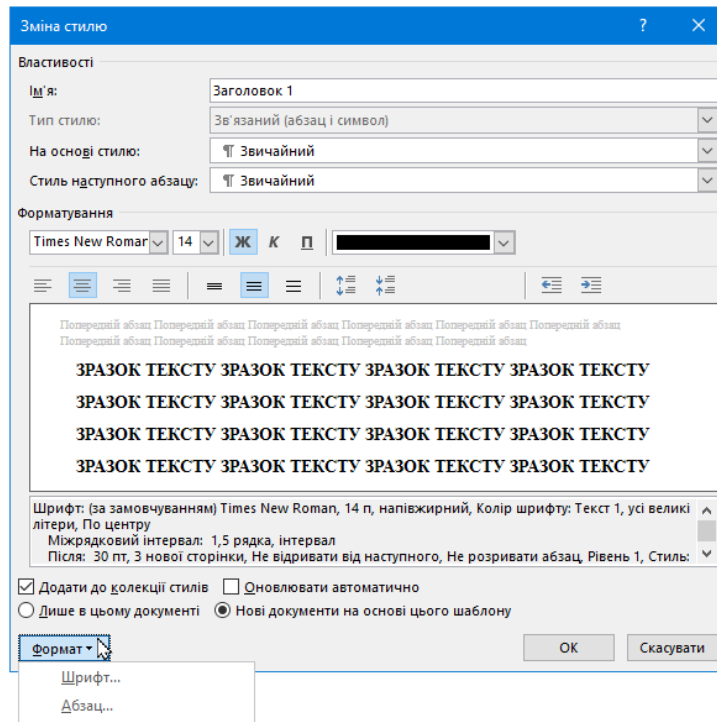 Зміна стилю ? ×
Властивості
Ім'я: Заголовок 1
Тип стилю: Зв'язаний (абзац і символ)
На основі стилю: ¶ Звичайний
Стиль наступного абзацу: ¶ Звичайний
Форматування
Times New Roman 14 Ж К П
Попередній абзац Попередній абзац Попередній абзац Попередній абзац Попередній абзац Попередній абзац
Попередній абзац Попередній абзац Попередній абзац Попередній абзац Попередній абзац
ЗРАЗОК ТЕКСТУ ЗРАЗОК ТЕКСТУ ЗРАЗОК ТЕКСТУ ЗРАЗОК ТЕКСТУ
ЗРАЗОК ТЕКСТУ ЗРАЗОК ТЕКСТУ ЗРАЗОК ТЕКСТУ ЗРАЗОК ТЕКСТУ
ЗРАЗОК ТЕКСТУ ЗРАЗОК ТЕКСТУ ЗРАЗОК ТЕКСТУ ЗРАЗОК ТЕКСТУ
ЗРАЗОК ТЕКСТУ ЗРАЗОК ТЕКСТУ ЗРАЗОК ТЕКСТУ ЗРАЗОК ТЕКСТУ
Шрифт: (за замовчуванням) Times New Roman, 14 п, напівжирний, Колір шрифту: Текст 1, усі великі
літери, По центру
Міжрядковий інтервал: 1,5 рядка, інтервал
Після: 30 пт, З нової сторінки, Не відривати від наступного, Не розривати абзац, Рівень 1, Стиль:
Додати до колекції стилів Оновлювати автоматично
Лише в цьому документі Нові документи на основі цього шаблону
Формат ОК Скасувати
Шрифт...
Абзац...